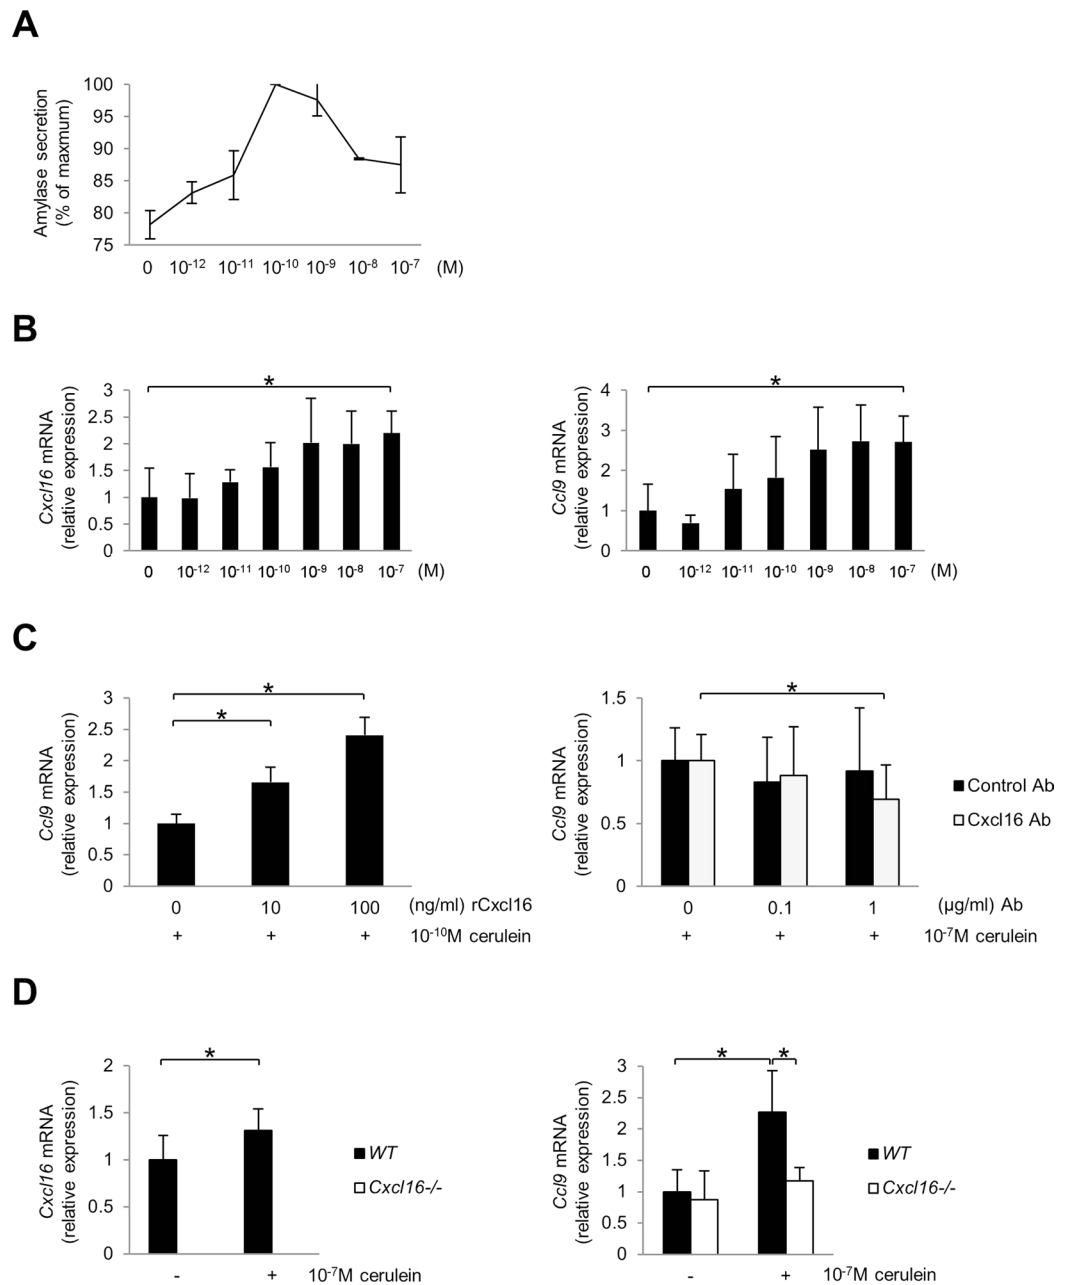 A
Amylase secretion
(% of maxmum)
100
95
90
85
80
75
0 10-12 10-11 10-10 10-9 10-8 10-7 (M)
B
Cxcl16 mRNA
(relative expression)
3
2.5
2
1.5
1
0.5
0
*
0 10-12 10-11 10-10 10-9 10-8 10-7 (M)
Ccl9 mRNA
(relative expression)
4
3
2
1
0
*
0 10-12 10-11 10-10 10-9 10-8 10-7 (M)
C
Ccl9 mRNA
(relative expression)
3
2.5
2
1.5
1
0.5
0
*
*
0 10 100 (ng/ml) rCxcl16
+ + + 10-10M cerulein
Ccl9 mRNA
(relative expression)
1.5
1
0.5
0
*
Control Ab
Cxcl16 Ab
0 0.1 1 (µg/ml) Ab
+ + + 10-7M cerulein
D
Cxcl16 mRNA
(relative expression)
2
1.5
1
0.5
0
*
WT
Cxcl16-/-
- + 10-7M cerulein
Ccl9 mRNA
(relative expression)
3
2.5
2
1.5
1
0.5
0
* *
WT
Cxcl16-/-
- + 10-7M cerulein